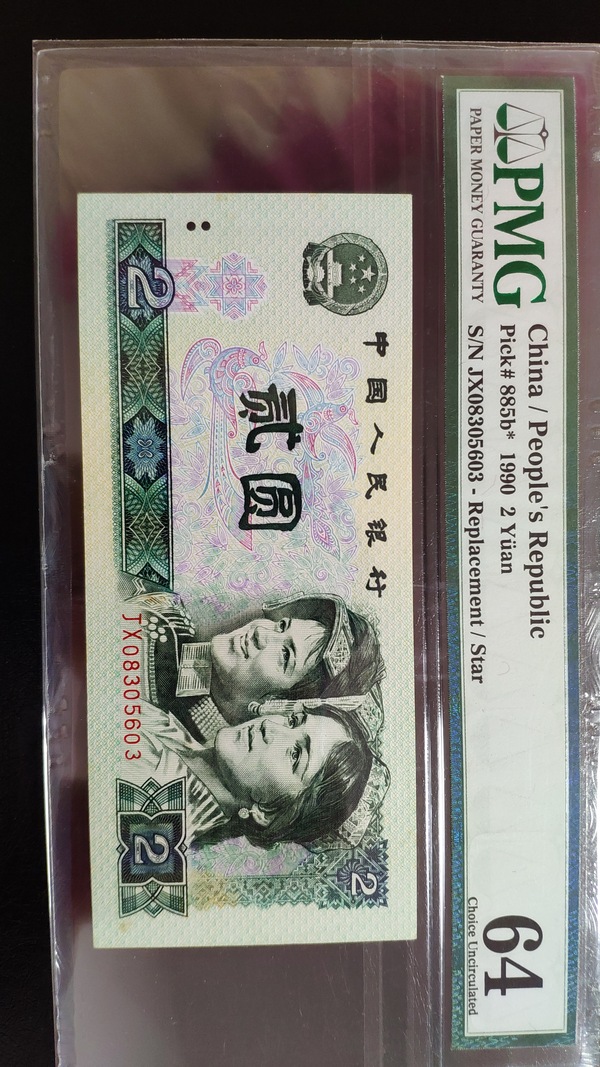 PMG
PAPER MONEY GUARANTY
China / People's Republic
Pick# 885b* 1990 2 Yüan
S/N JX08305603 - Replacement / Star
64
Choice Uncirculated
中国人民银行
贰圆
2
JX08305603
2
2